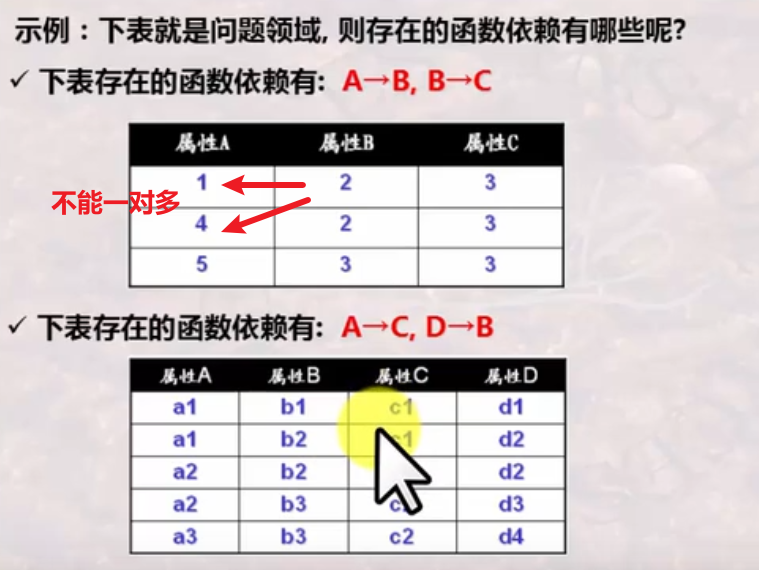 示例：下表就是问题领域, 则存在的函数依赖有哪些呢?
✓ 下表存在的函数依赖有: A→B, B→C
属性A 属性B 属性C
1 2 3
不能一对多
4 2 3
5 3 3
✓ 下表存在的函数依赖有: A→C, D→B
属性A 属性B 属性C 属性D
a1 b1 c1 d1
a1 b2 c1 d2
a2 b2 d2
a2 b3 d3
a3 b3 c2 d4